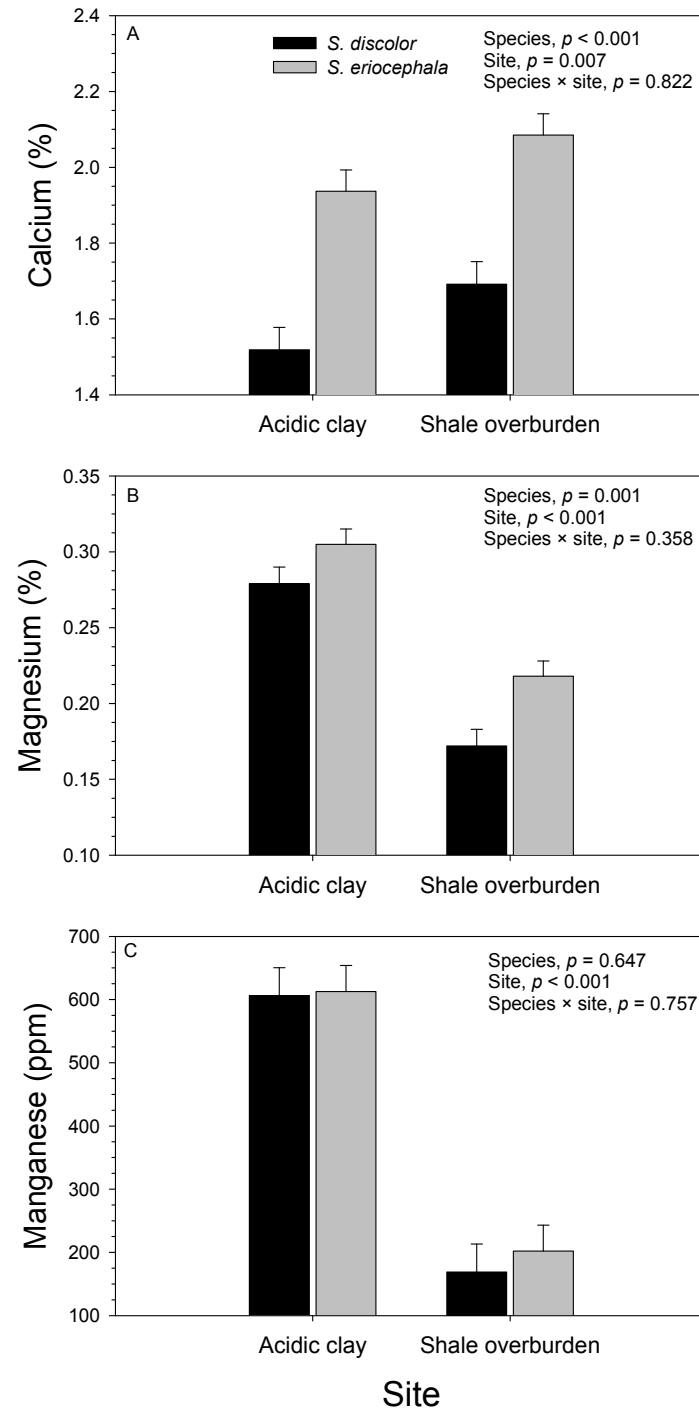 A
S. discolor
S. eriocephala
Species, p < 0.001
Site, p = 0.007
Species × site, p = 0.822
Calcium (%)
2.4
2.2
2.0
1.8
1.6
1.4
Acidic clay
Shale overburden
B
Species, p = 0.001
Site, p < 0.001
Species × site, p = 0.358
Magnesium (%)
0.35
0.30
0.25
0.20
0.15
0.10
Acidic clay
Shale overburden
C
Species, p = 0.647
Site, p < 0.001
Species × site, p = 0.757
Manganese (ppm)
700
600
500
400
300
200
100
Acidic clay
Shale overburden
Site